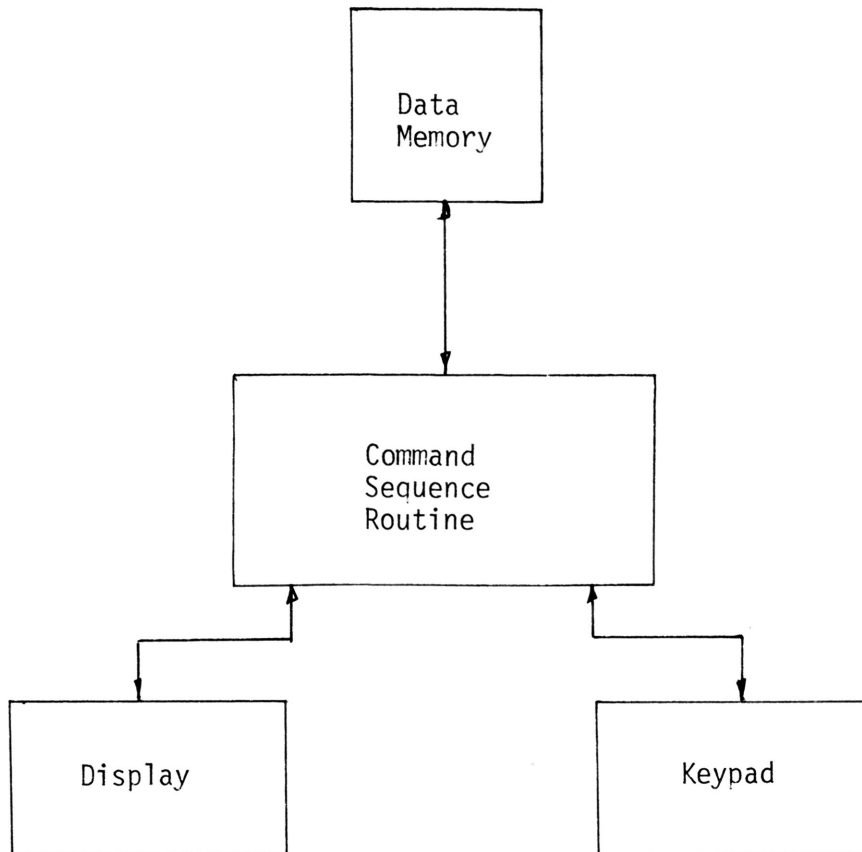 Data
Memory
Command
Sequence
Routine
Display
Keypad